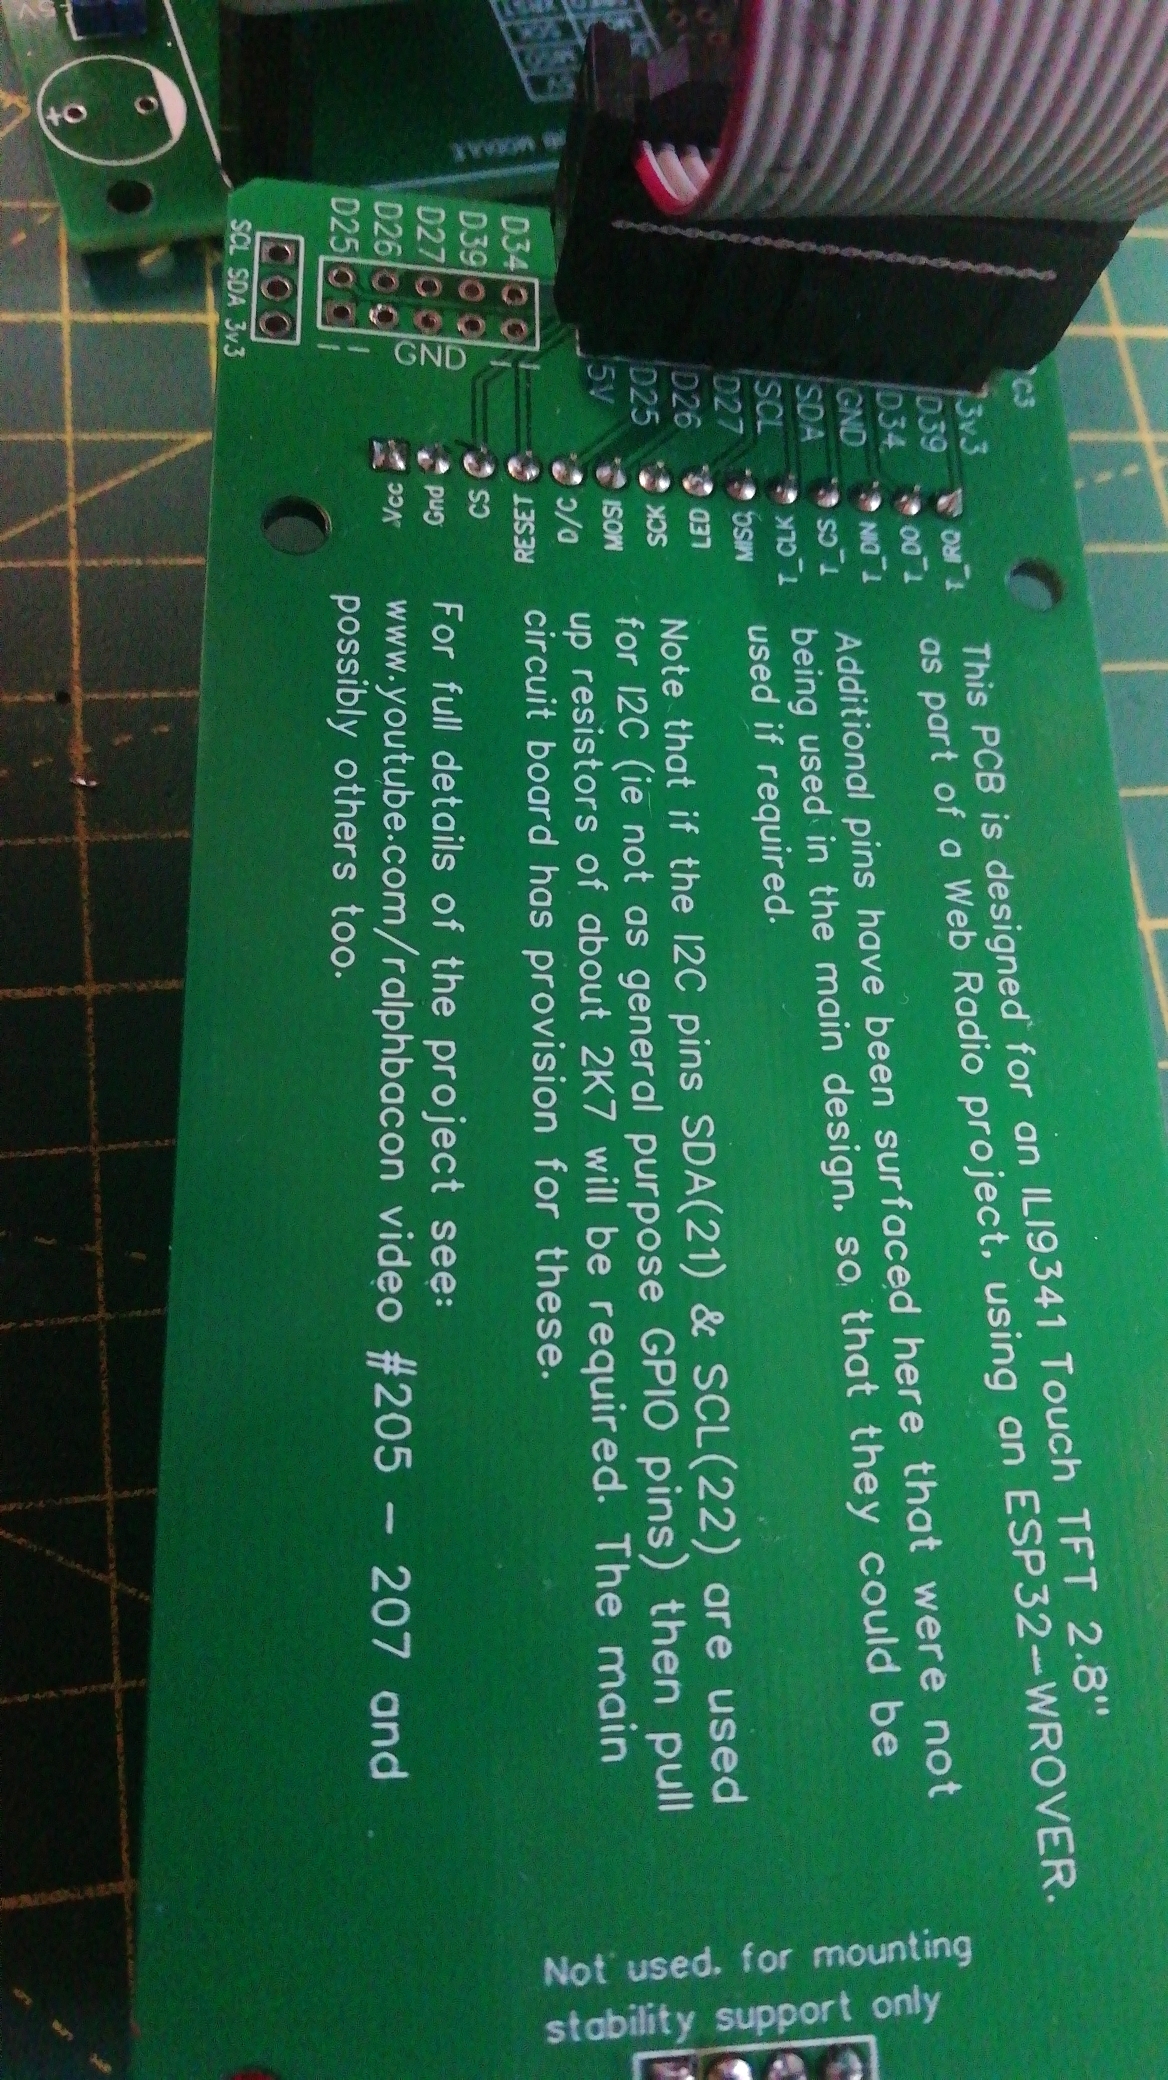 This PCB is designed for an ILI9341 Touch TFT 2.8"
as part of a Web Radio project, using an ESP32-WROVER.
Additional pins have been surfaced here that were not
being used in the main design, so that they could be
used if required.
Note that if the I2C pins SDA(21) & SCL(22) are used
for I2C (ie not as general purpose GPIO pins) then pull
up resistors of about 2K7 will be required. The main
circuit board has provision for these.
For full details of the project see:
www.youtube.com/ralphbacon video #205 - 207 and
possibly others too.
Not used, for mounting
stability support only
D25
D26
D27
D39
D34
GND
SCL SDA 3v3
5V
D25
D26
D27
SCL
SDA
GND
D34
D39
3v3
Vcc
Gnd
CS
RESET
D/C
MOSI
SCK
LED
MISO
T_CLK
T_CS
T_DIN
T_DO
T_IRQ
MODULE
+